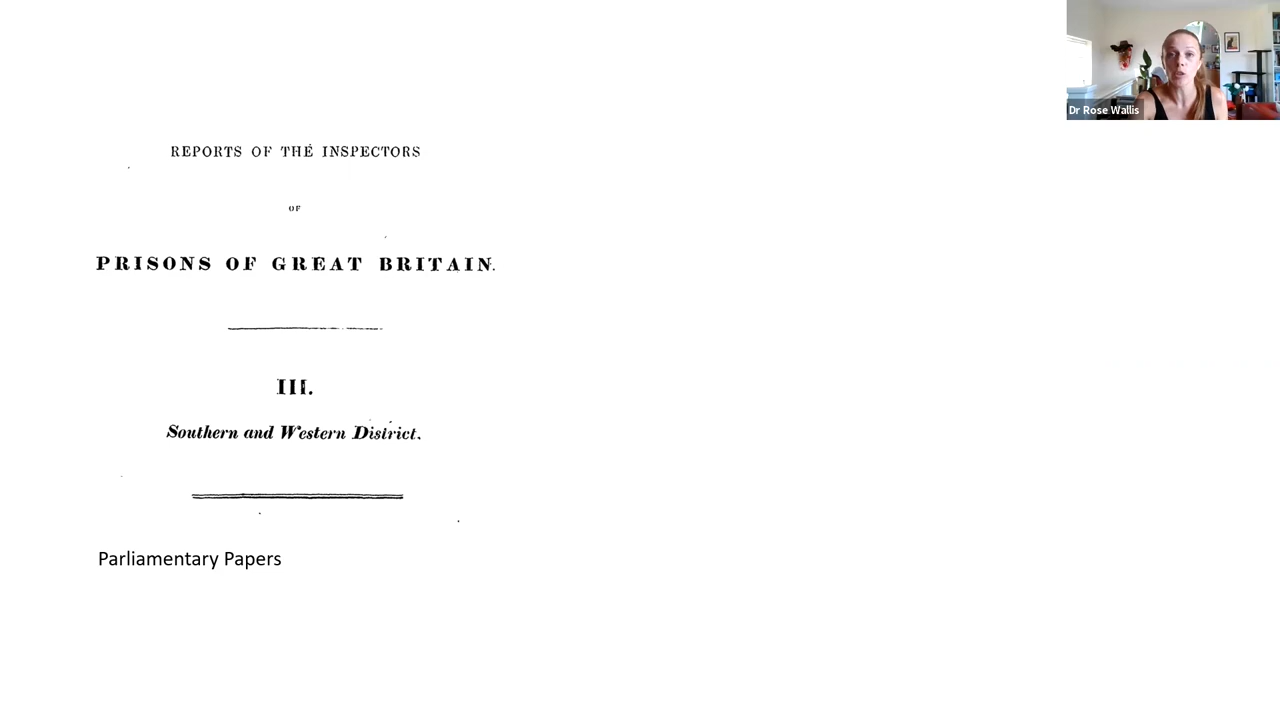 REPORTS OF THE INSPECTORS
OF
PRISONS OF GREAT BRITAIN.
III.
Southern and Western District.
Parliamentary Papers
Dr Rose Wallis